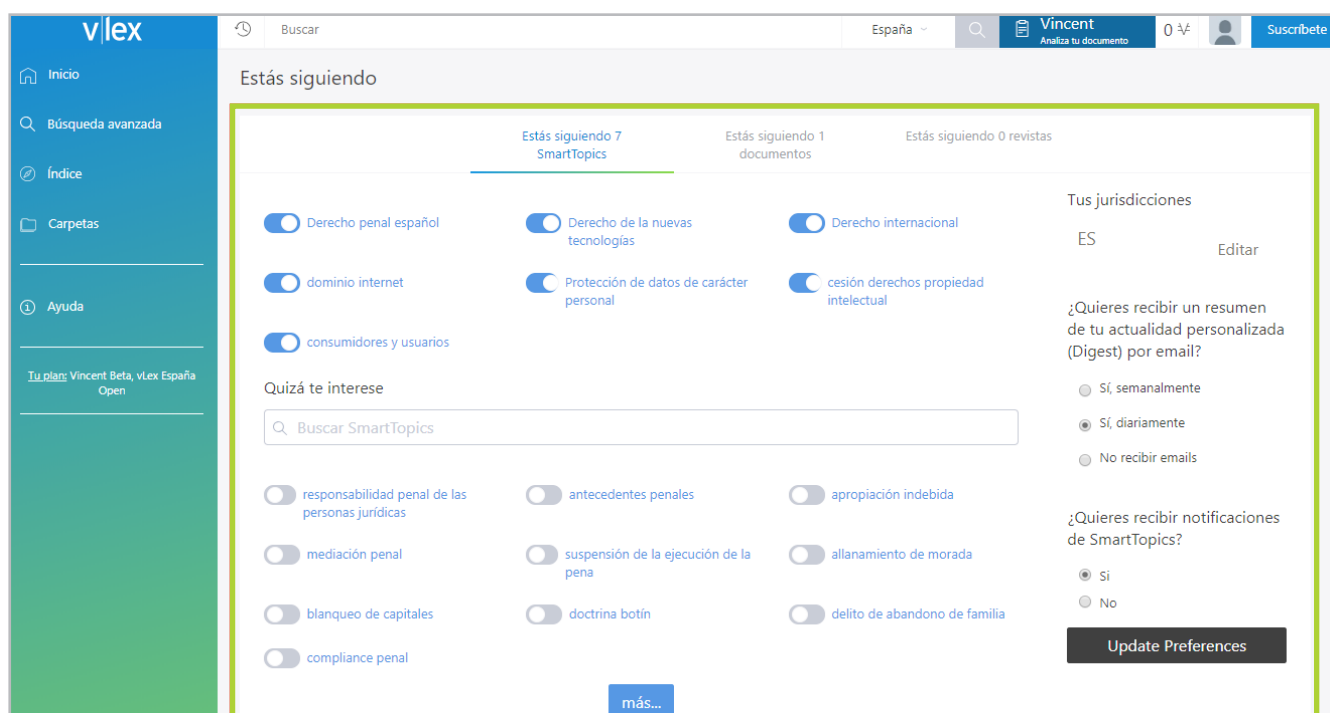 v|lex
Buscar
España
Vincent
Analiza tu documento
0
Suscríbete
Inicio
Búsqueda avanzada
Índice
Carpetas
Ayuda
Tu plan: Vincent Beta, vLex España
Open
Estás siguiendo
Estás siguiendo 7
SmartTopics
Estás siguiendo 1
documentos
Estás siguiendo 0 revistas
Derecho penal español
Derecho de la nuevas
tecnologías
Derecho internacional
dominio internet
Protección de datos de carácter
personal
cesión derechos propiedad
intelectual
consumidores y usuarios
Quizá te interese
Buscar SmartTopics
responsabilidad penal de las
personas jurídicas
antecedentes penales
apropiación indebida
mediación penal
suspensión de la ejecución de la
pena
allanamiento de morada
blanqueo de capitales
doctrina botín
delito de abandono de familia
compliance penal
más...
Tus jurisdicciones
ES
Editar
¿Quieres recibir un resumen
de tu actualidad personalizada
(Digest) por email?
Sí, semanalmente
Sí, diariamente
No recibir emails
¿Quieres recibir notificaciones
de SmartTopics?
Si
No
Update Preferences